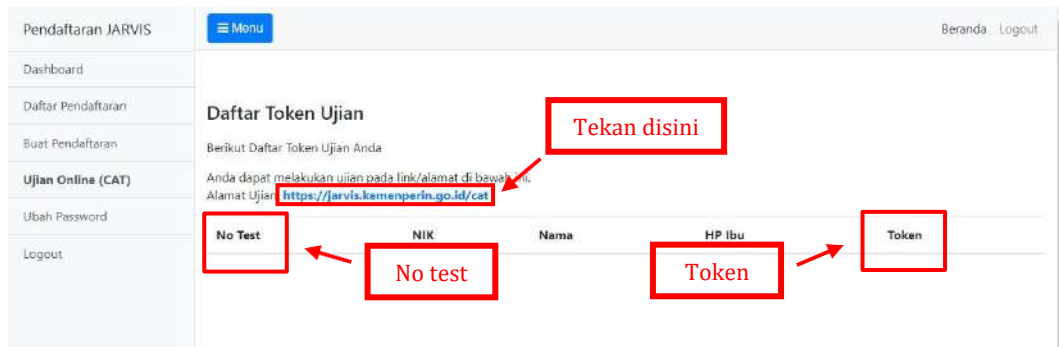 Pendaftaran JARVIS
Menu
Beranda Logout
Dashboard
Daftar Pendaftaran
Buat Pendaftaran
Ujian Online (CAT)
Ubah Password
Logout
Daftar Token Ujian
Tekan disini
Berikut Daftar Token Ujian Anda
Anda dapat melakukan ujian pada link/alamat di bawah ini.
Alamat Ujian https://jarvis.kemenperin.go.id/cat
No Test NIK Nama HP Ibu Token
No test
Token